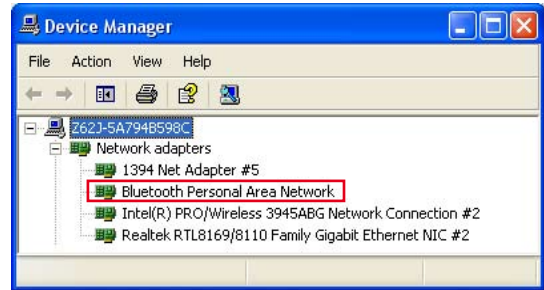 Device Manager
File Action View Help
Z62J-5A794B598C
Network adapters
1394 Net Adapter #5
Bluetooth Personal Area Network
Intel(R) PRO/Wireless 3945ABG Network Connection #2
Realtek RTL8169/8110 Family Gigabit Ethernet NIC #2